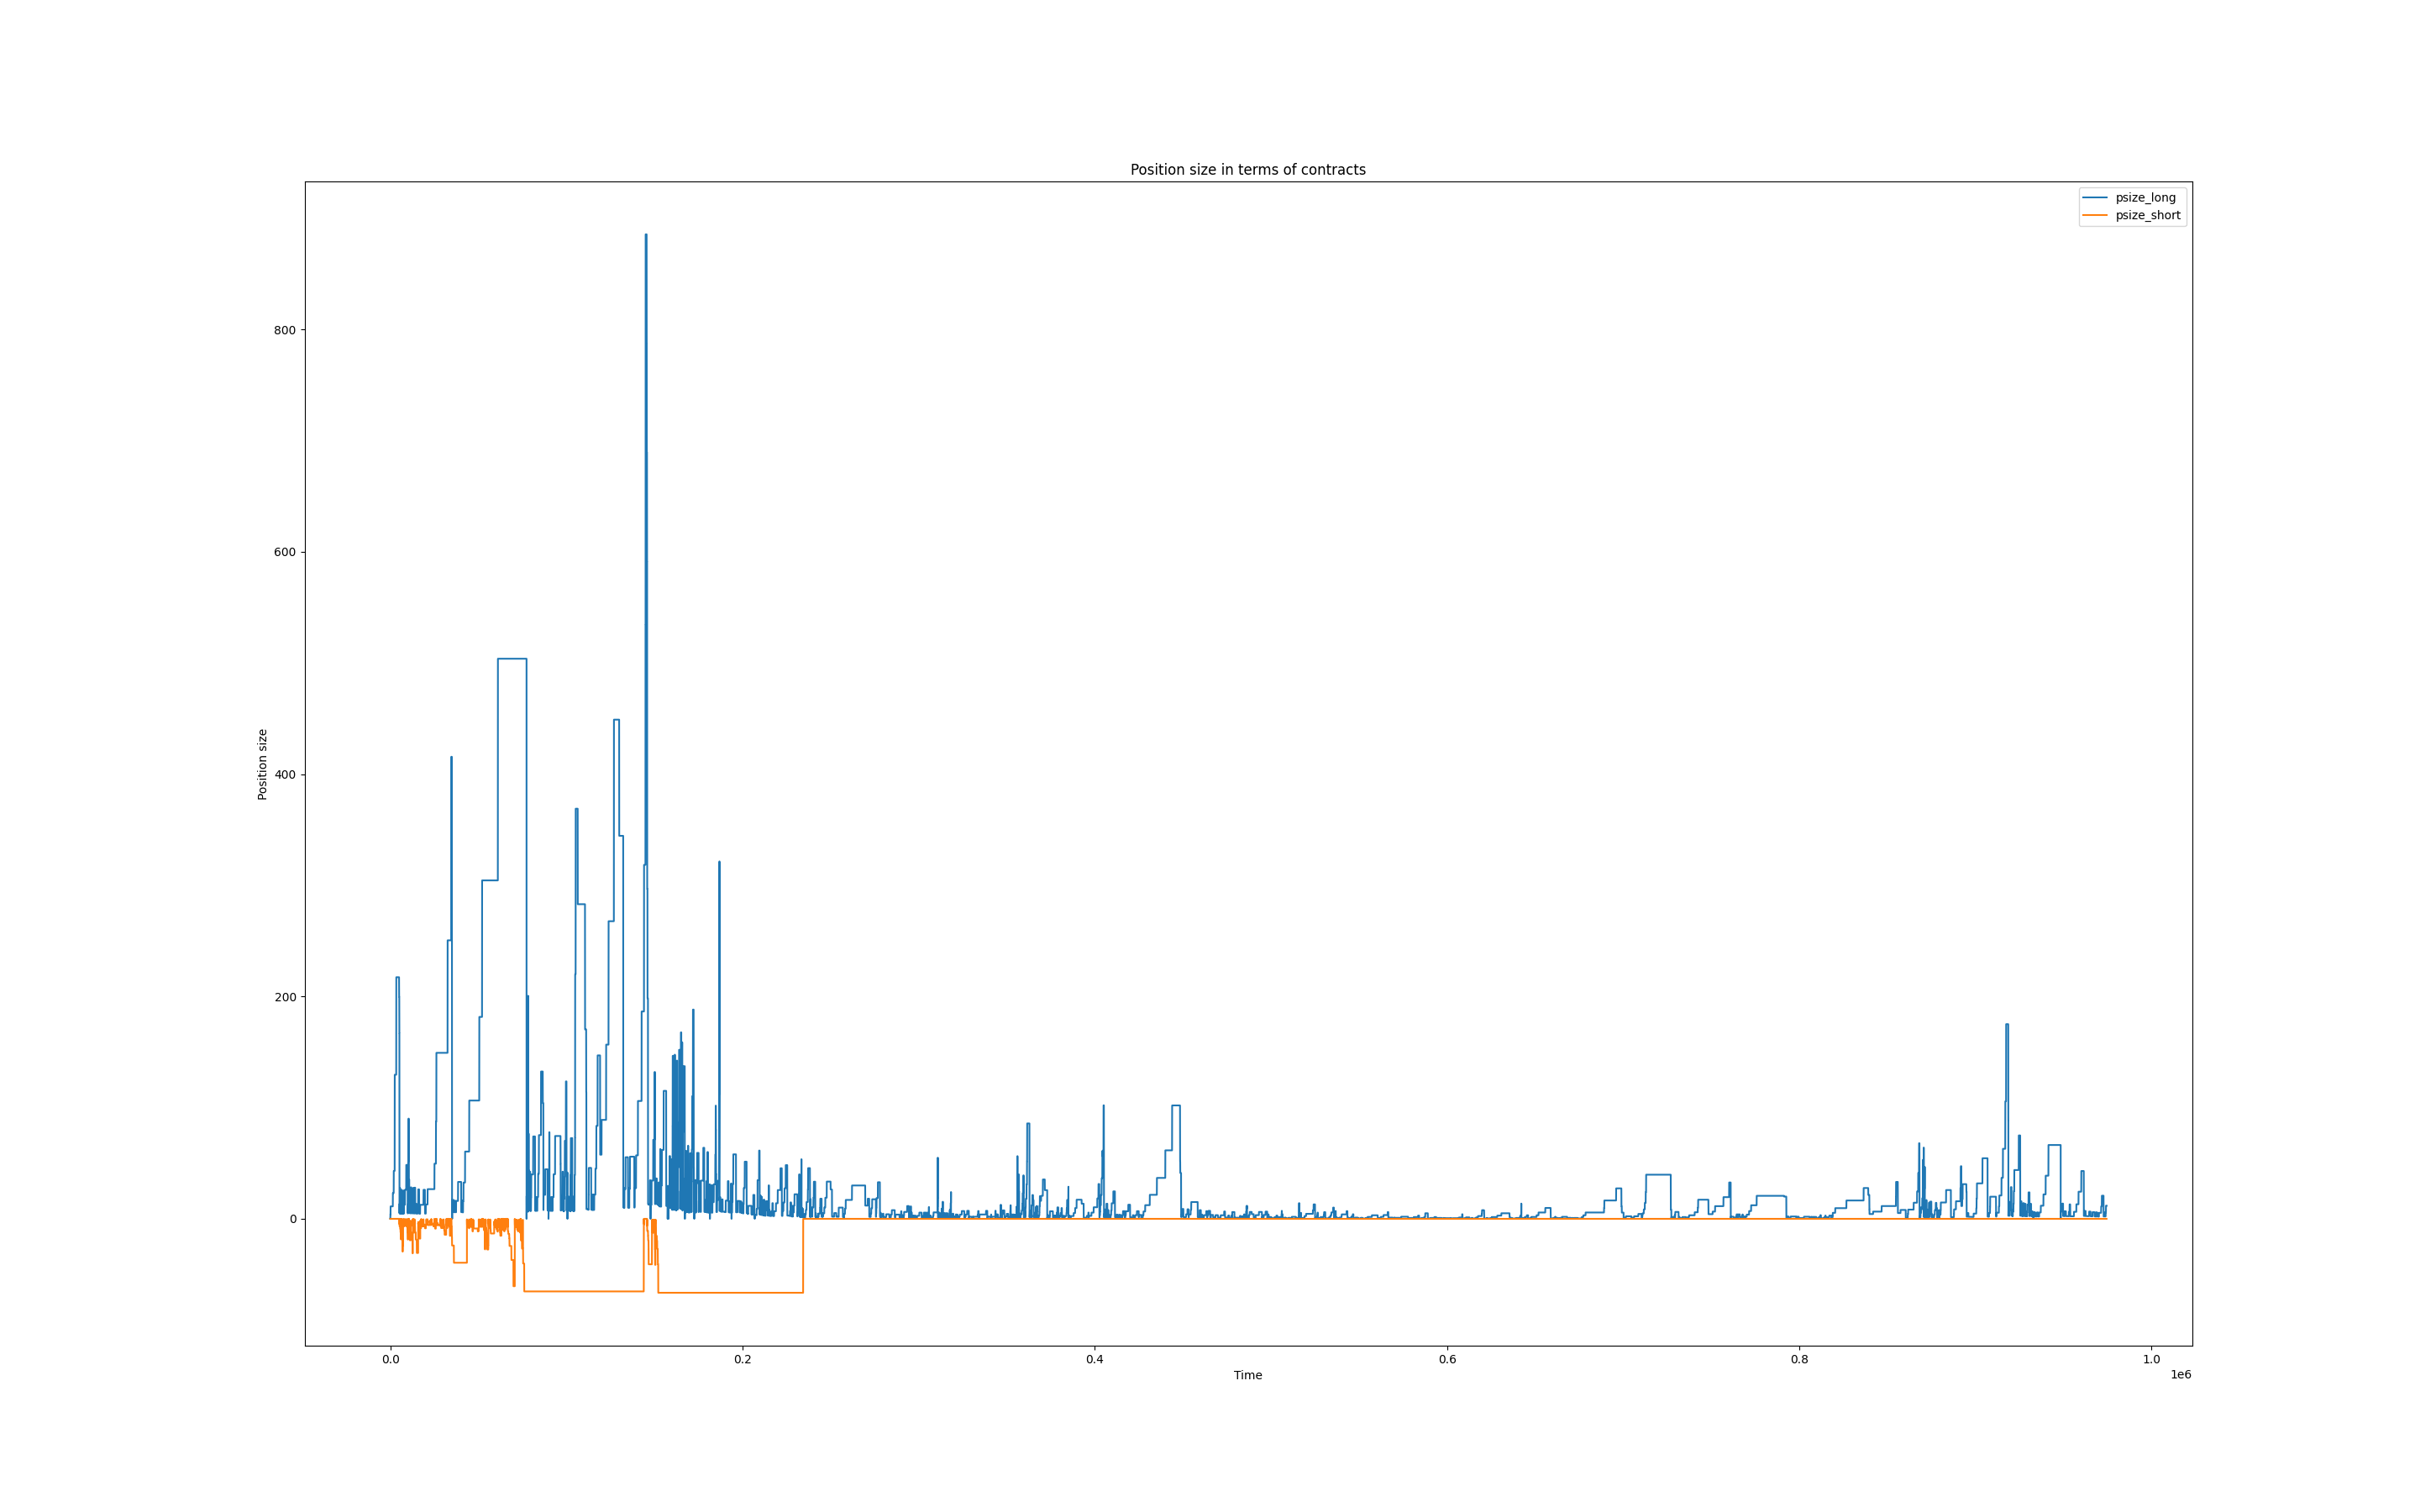 Position size in terms of contracts
psize_long
psize_short
800
600
400
200
0
Position size
0.0
0.2
0.4
0.6
0.8
1.0
Time
1e6